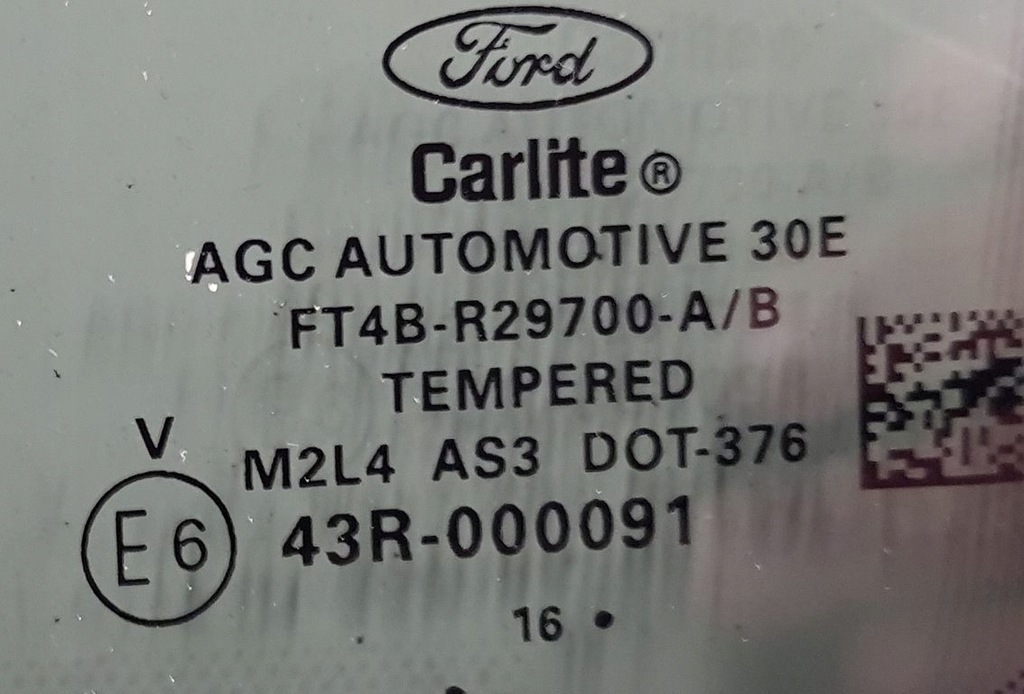 Ford
Carlite®
AGC AUTOMOTIVE 30E
FT4B-R29700-A/B
TEMPERED
V
M2L4 AS3 DOT-376
E6
43R-000091
16 •